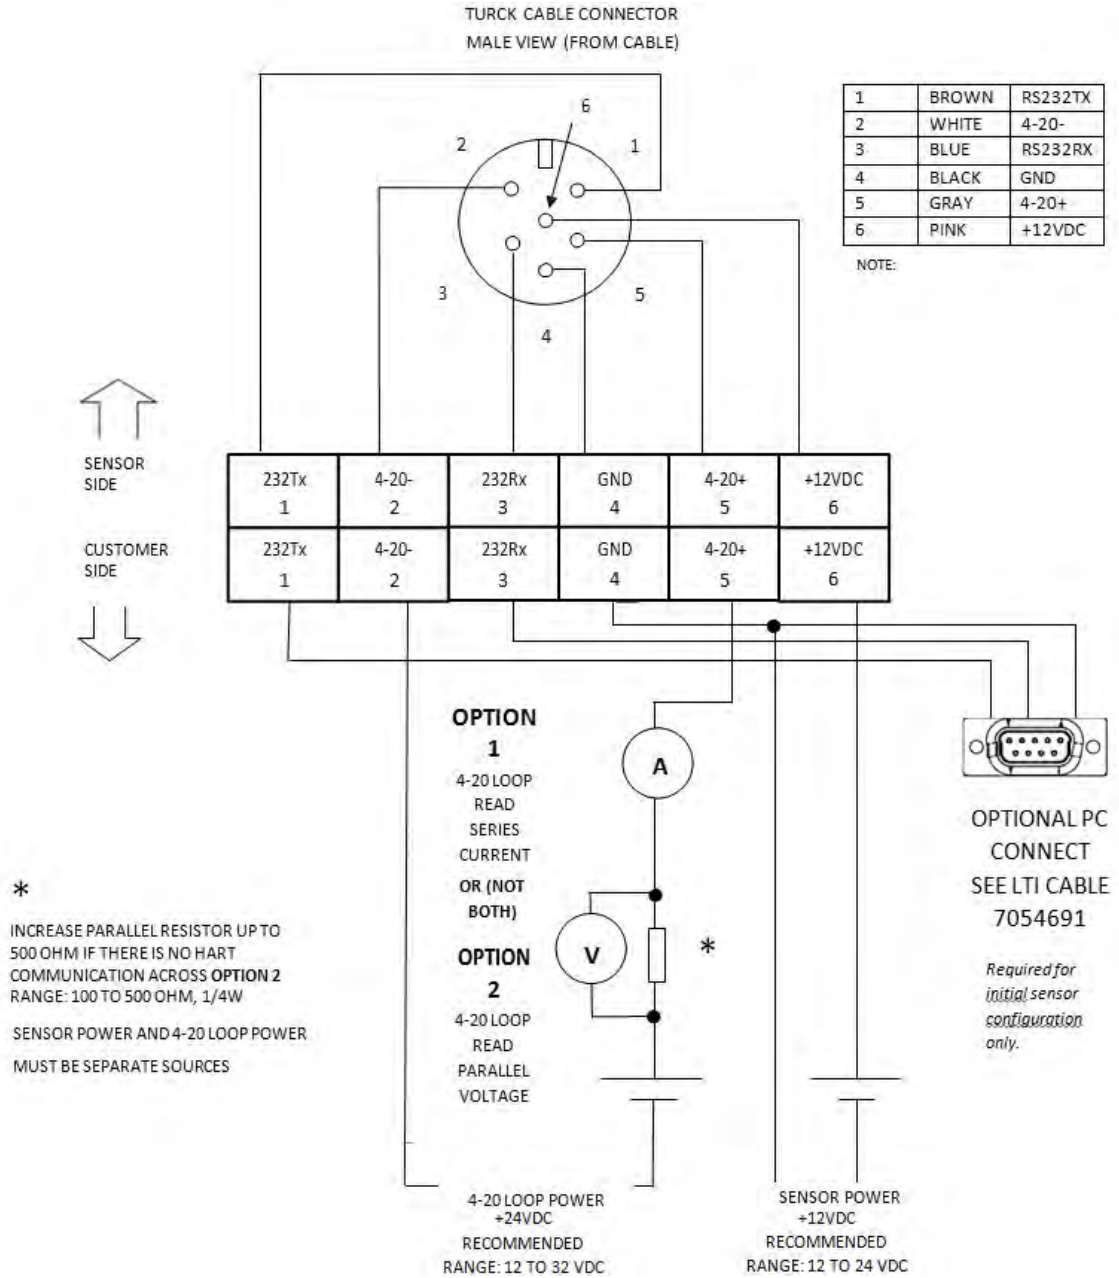 TURCK CABLE CONNECTOR
MALE VIEW (FROM CABLE)
1 BROWN RS232TX
2 WHITE 4-20-
3 BLUE RS232RX
4 BLACK GND
5 GRAY 4-20+
6 PINK +12VDC
NOTE:
6
2
1
3
5
4
SENSOR
SIDE
232Tx 4-20- 232Rx GND 4-20+ +12VDC
1 2 3 4 5 6
CUSTOMER
SIDE
232Tx 4-20- 232Rx GND 4-20+ +12VDC
1 2 3 4 5 6
OPTION
1
4-20 LOOP
READ
SERIES
CURRENT
OR (NOT
BOTH)
OPTION
2
4-20 LOOP
READ
PARALLEL
VOLTAGE
A
V
*
OPTIONAL PC
CONNECT
SEE LTI CABLE
7054691
Required for
initial sensor
configuration
only.
*
INCREASE PARALLEL RESISTOR UP TO
500 OHM IF THERE IS NO HART
COMMUNICATION ACROSS OPTION 2
RANGE: 100 TO 500 OHM, 1/4W
SENSOR POWER AND 4-20 LOOP POWER
MUST BE SEPARATE SOURCES
4-20 LOOP POWER
+24VDC
RECOMMENDED
RANGE: 12 TO 32 VDC
SENSOR POWER
+12VDC
RECOMMENDED
RANGE: 12 TO 24 VDC